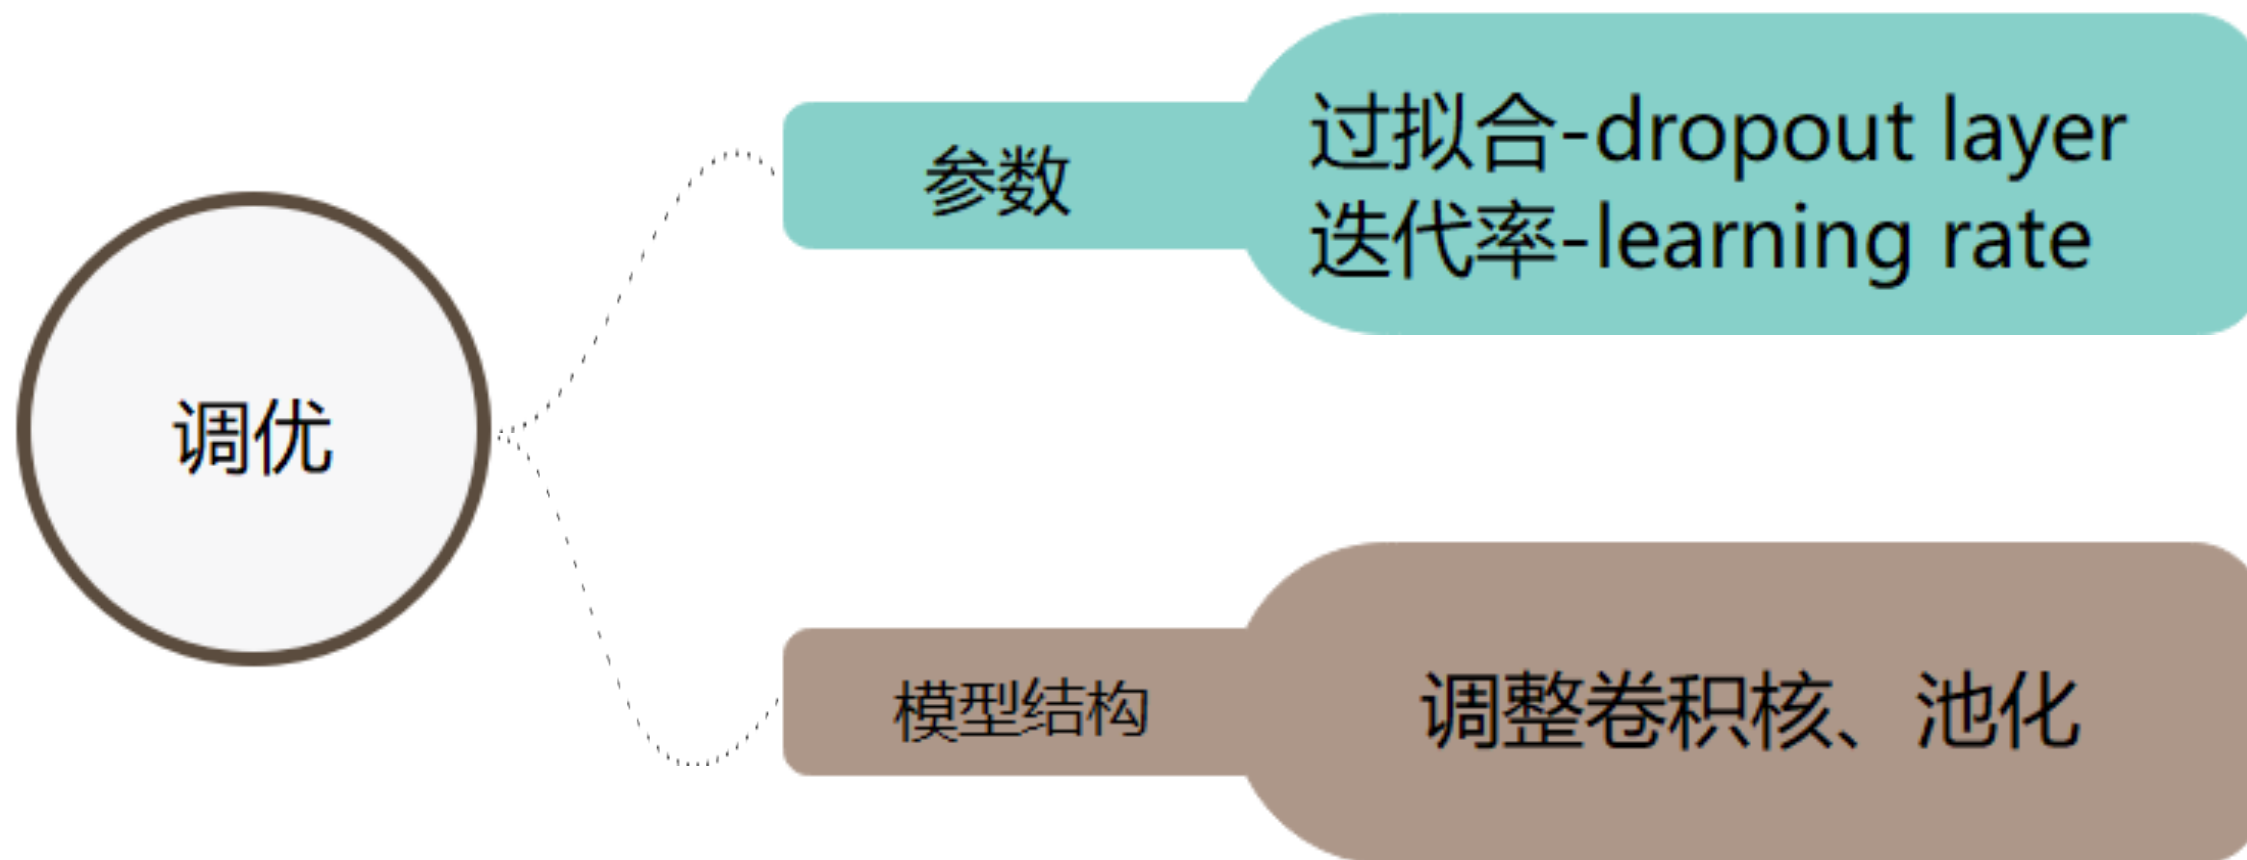 调优
参数
过拟合-dropout layer
迭代率-learning rate
模型结构
调整卷积核、池化